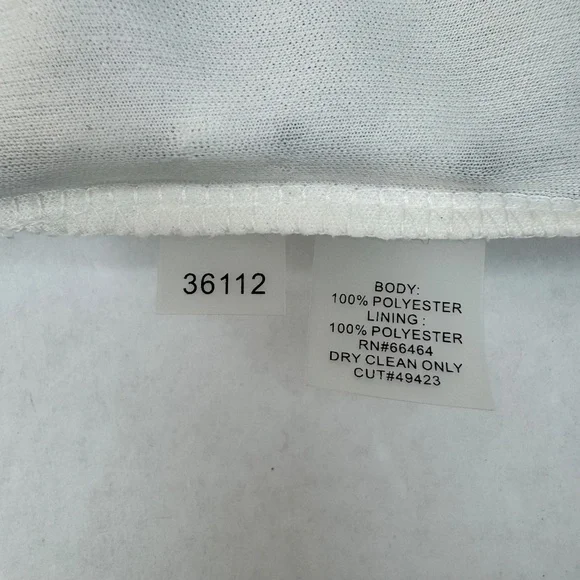 36112
BODY:
100% POLYESTER
LINING :
100% POLYESTER
RN#66464
DRY CLEAN ONLY
CUT#49423